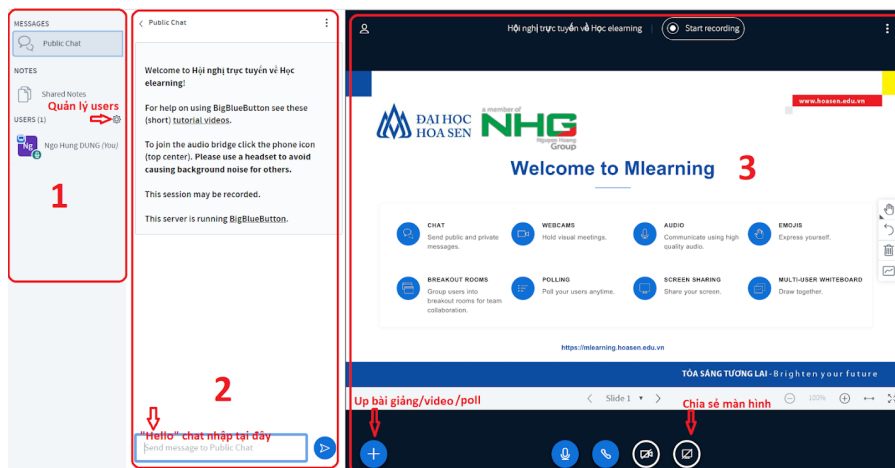 MESSAGES
Public Chat
NOTES
Shared Notes
Quản lý users
USERS (1)
Ng
Ngo Hung DUNG (You)
1
Public Chat
Welcome to Hội nghị trực tuyến về Học
elearning!
For help on using BigBlueButton see these
(short) tutorial videos.
To join the audio bridge click the phone icon
(top center). Please use a headset to avoid
causing background noise for others.
This session may be recorded.
This server is running BigBlueButton.
2
"Hello" chat nhập tại đây
Send message to Public Chat
Hội nghị trực tuyến về Học elearning
Start recording
www.hoasen.edu.vn
ĐẠI HỌC
HOA SEN
a member of
NHG
Nguyen Hoang
Group
Welcome to Mlearning
3
CHAT
Send public and private
messages.
WEBCAMS
Hold visual meetings.
AUDIO
Communicate using high
quality audio.
EMOJIS
Express yourself.
BREAKOUT ROOMS
Group users into
breakout rooms for team
collaboration.
POLLING
Poll your users anytime.
SCREEN SHARING
Share your screen.
MULTI-USER WHITEBOARD
Draw together.
https://mlearning.hoasen.edu.vn
TỎA SÁNG TƯƠNG LAI - Brighten your future
Up bài giảng/video/poll
Slide 1
Chia sẻ màn hình
100%